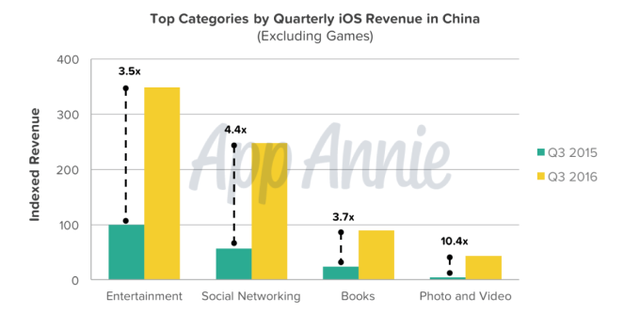 Top Categories by Quarterly iOS Revenue in China
(Excluding Games)
Indexed Revenue
400
300
200
100
0
3.5x
4.4x
3.7x
10.4x
App Annie
Q3 2015
Q3 2016
Entertainment
Social Networking
Books
Photo and Video